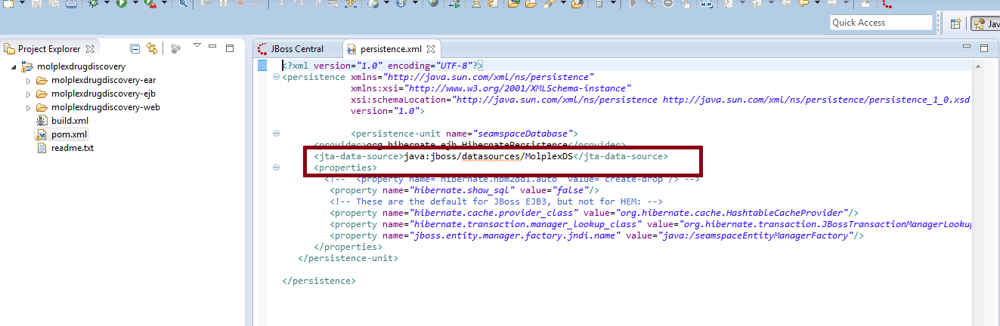 Quick Access
Jav
Project Explorer
molplexdrugdiscovery
molplexdrugdiscovery-ear
molplexdrugdiscovery-ejb
molplexdrugdiscovery-web
build.xml
pom.xml
readme.txt
JBoss Central
persistence.xml
<?xml version="1.0" encoding="UTF-8"?>
<persistence xmlns="http://java.sun.com/xml/ns/persistence"
xmlns:xsi="http://www.w3.org/2001/XMLSchema-instance"
xsi:schemaLocation="http://java.sun.com/xml/ns/persistence http://java.sun.com/xml/ns/persistence/persistence_1_0.xsd
version="1.0">
<persistence-unit name="seamspaceDatabase">
<provider>org.hibernate.ejb.HibernatePersistence</provider>
<jta-data-source>java:jboss/datasources/MolplexDS</jta-data-source>
<properties>
<!-- <property name="hibernate.hbm2ddl.auto" value="create-drop"/> -->
<property name="hibernate.show_sql" value="false"/>
<!-- These are the default for JBoss EJB3, but not for HEM: -->
<property name="hibernate.cache.provider_class" value="org.hibernate.cache.HashtableCacheProvider"/>
<property name="hibernate.transaction.manager_lookup_class" value="org.hibernate.transaction.JBossTransactionManagerLookup
<property name="jboss.entity.manager.factory.jndi.name" value="java:/seamspaceEntityManagerFactory"/>
</properties>
</persistence-unit>
</persistence>